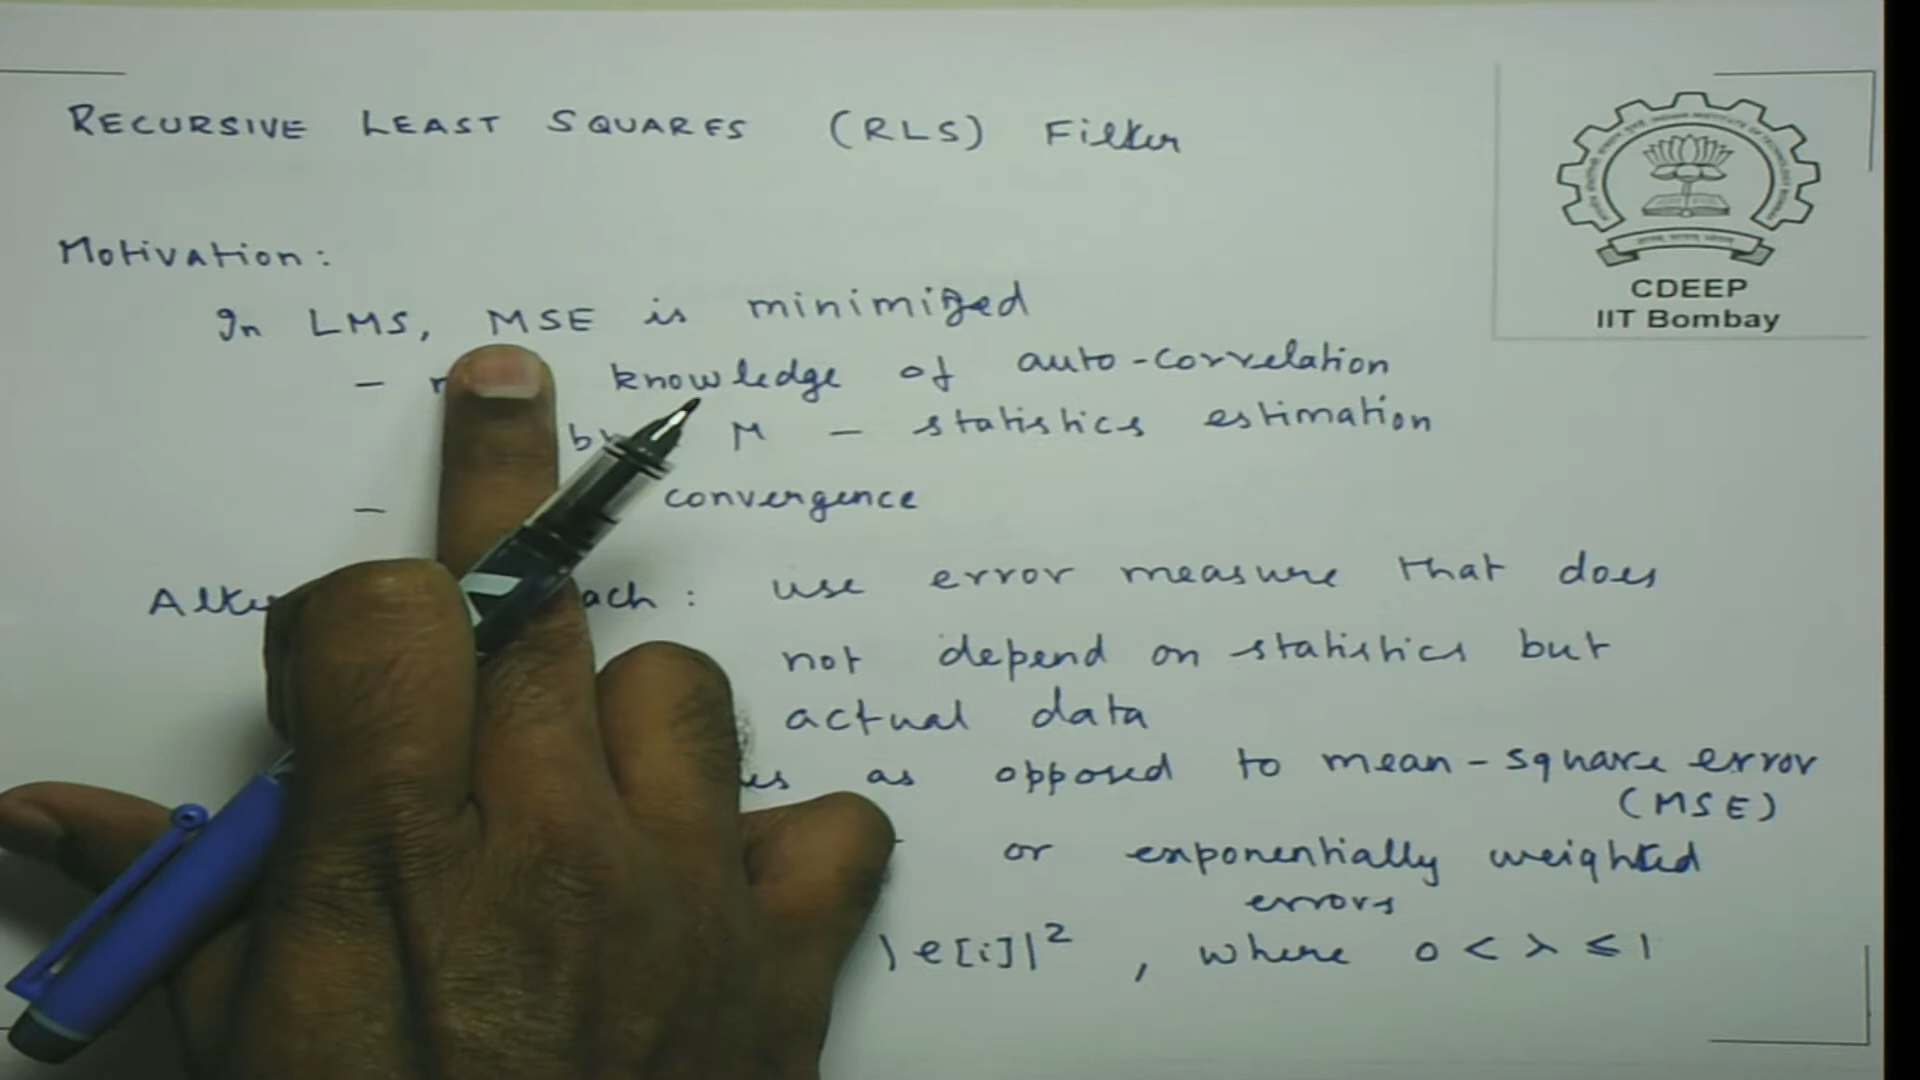 RECURSIVE LEAST SQUARES (RLS) Filter
CDEEP
IIT Bombay
Motivation:
In LMS, MSE is minimized
- knowledge of auto-correlation
M - statistics estimation
- convergence
use error measure that does
not depend on statistics but
actual data
as opposed to mean-square error
(MSE)
or exponentially weighted
errors
|e[i]|², where 0 < λ ≤ 1